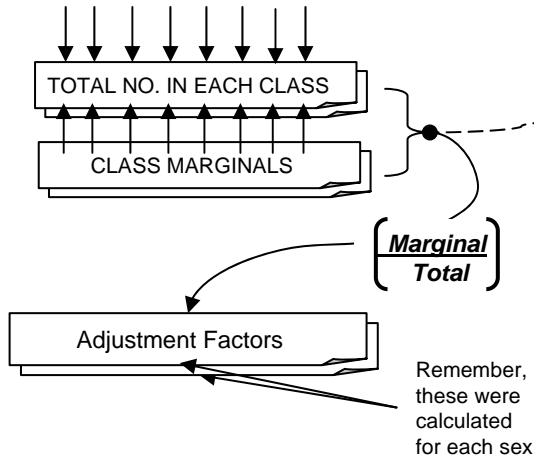 TOTAL NO. IN EACH CLASS
CLASS MARGINALS
Marginal
Total
Adjustment Factors
Remember,
these were
calculated
for each sex